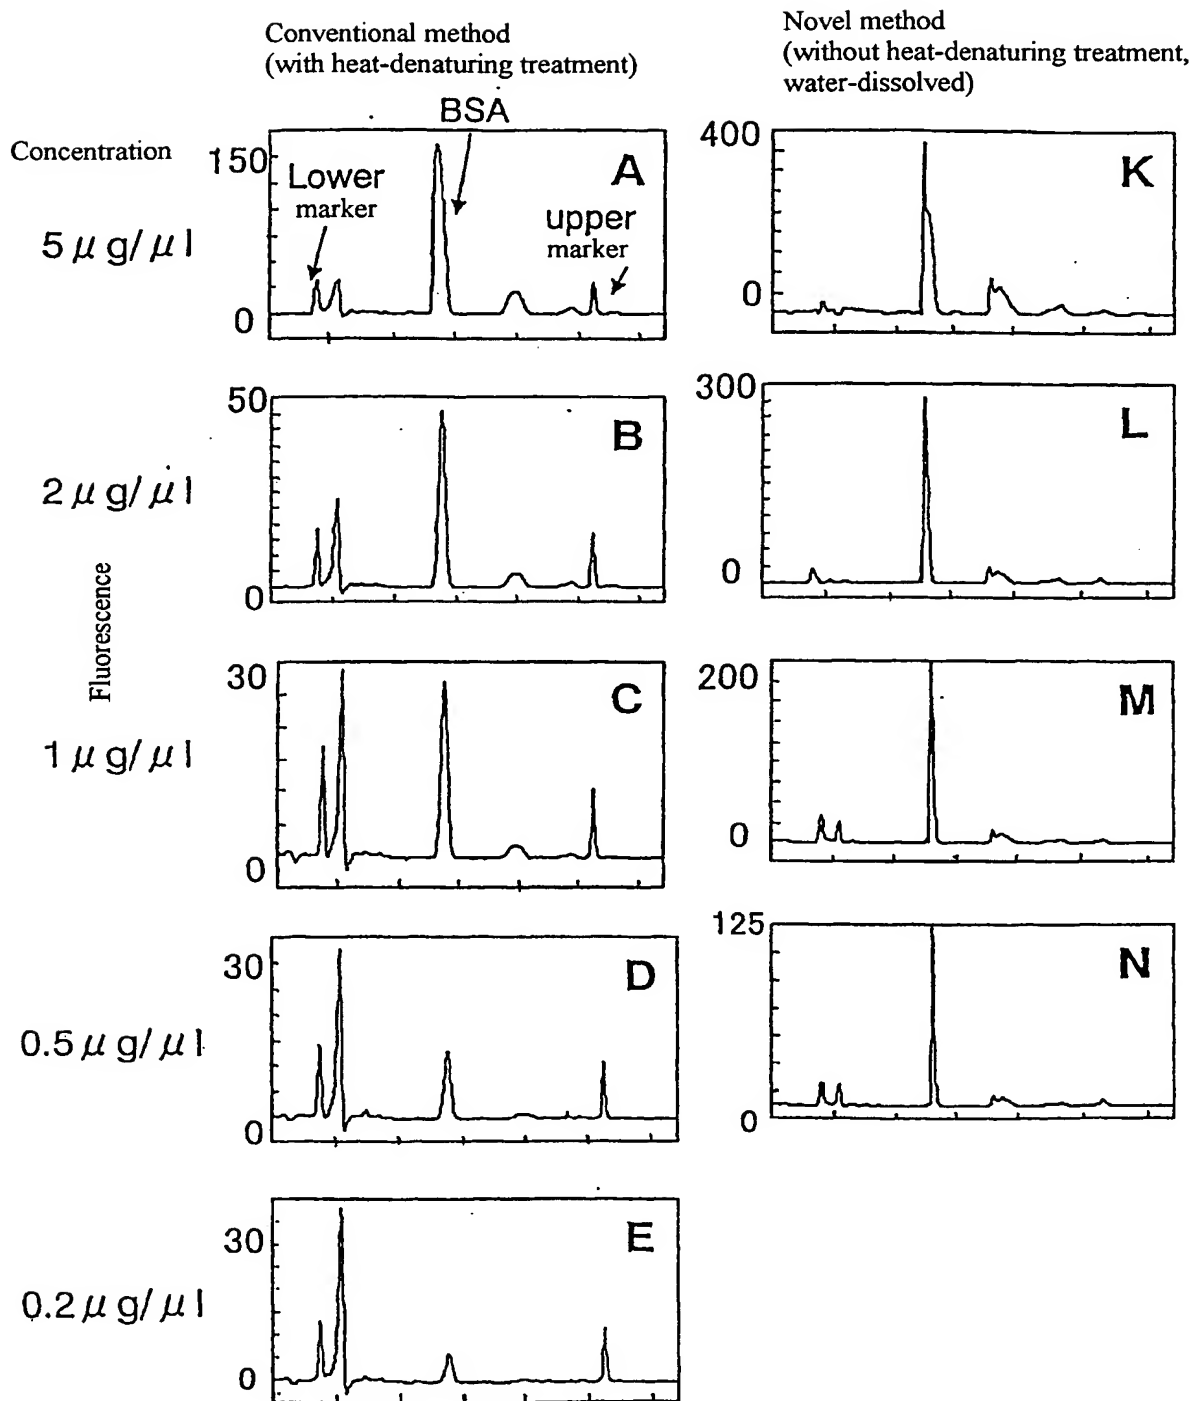 Conventional method
(with heat-denaturing treatment)
Novel method
(without heat-denaturing treatment,
water-dissolved)
BSA
Concentration
150
Lower
marker
upper
marker
A
0
5 μ g/ μ l
400
K
0
50
B
0
2 μ g/ μ l
300
L
0
Fluorescence
30
C
0
1 μ g/ μ l
200
M
0
30
D
0
0.5 μ g/ μ l
125
N
0
30
E
0
0.2 μ g/ μ l